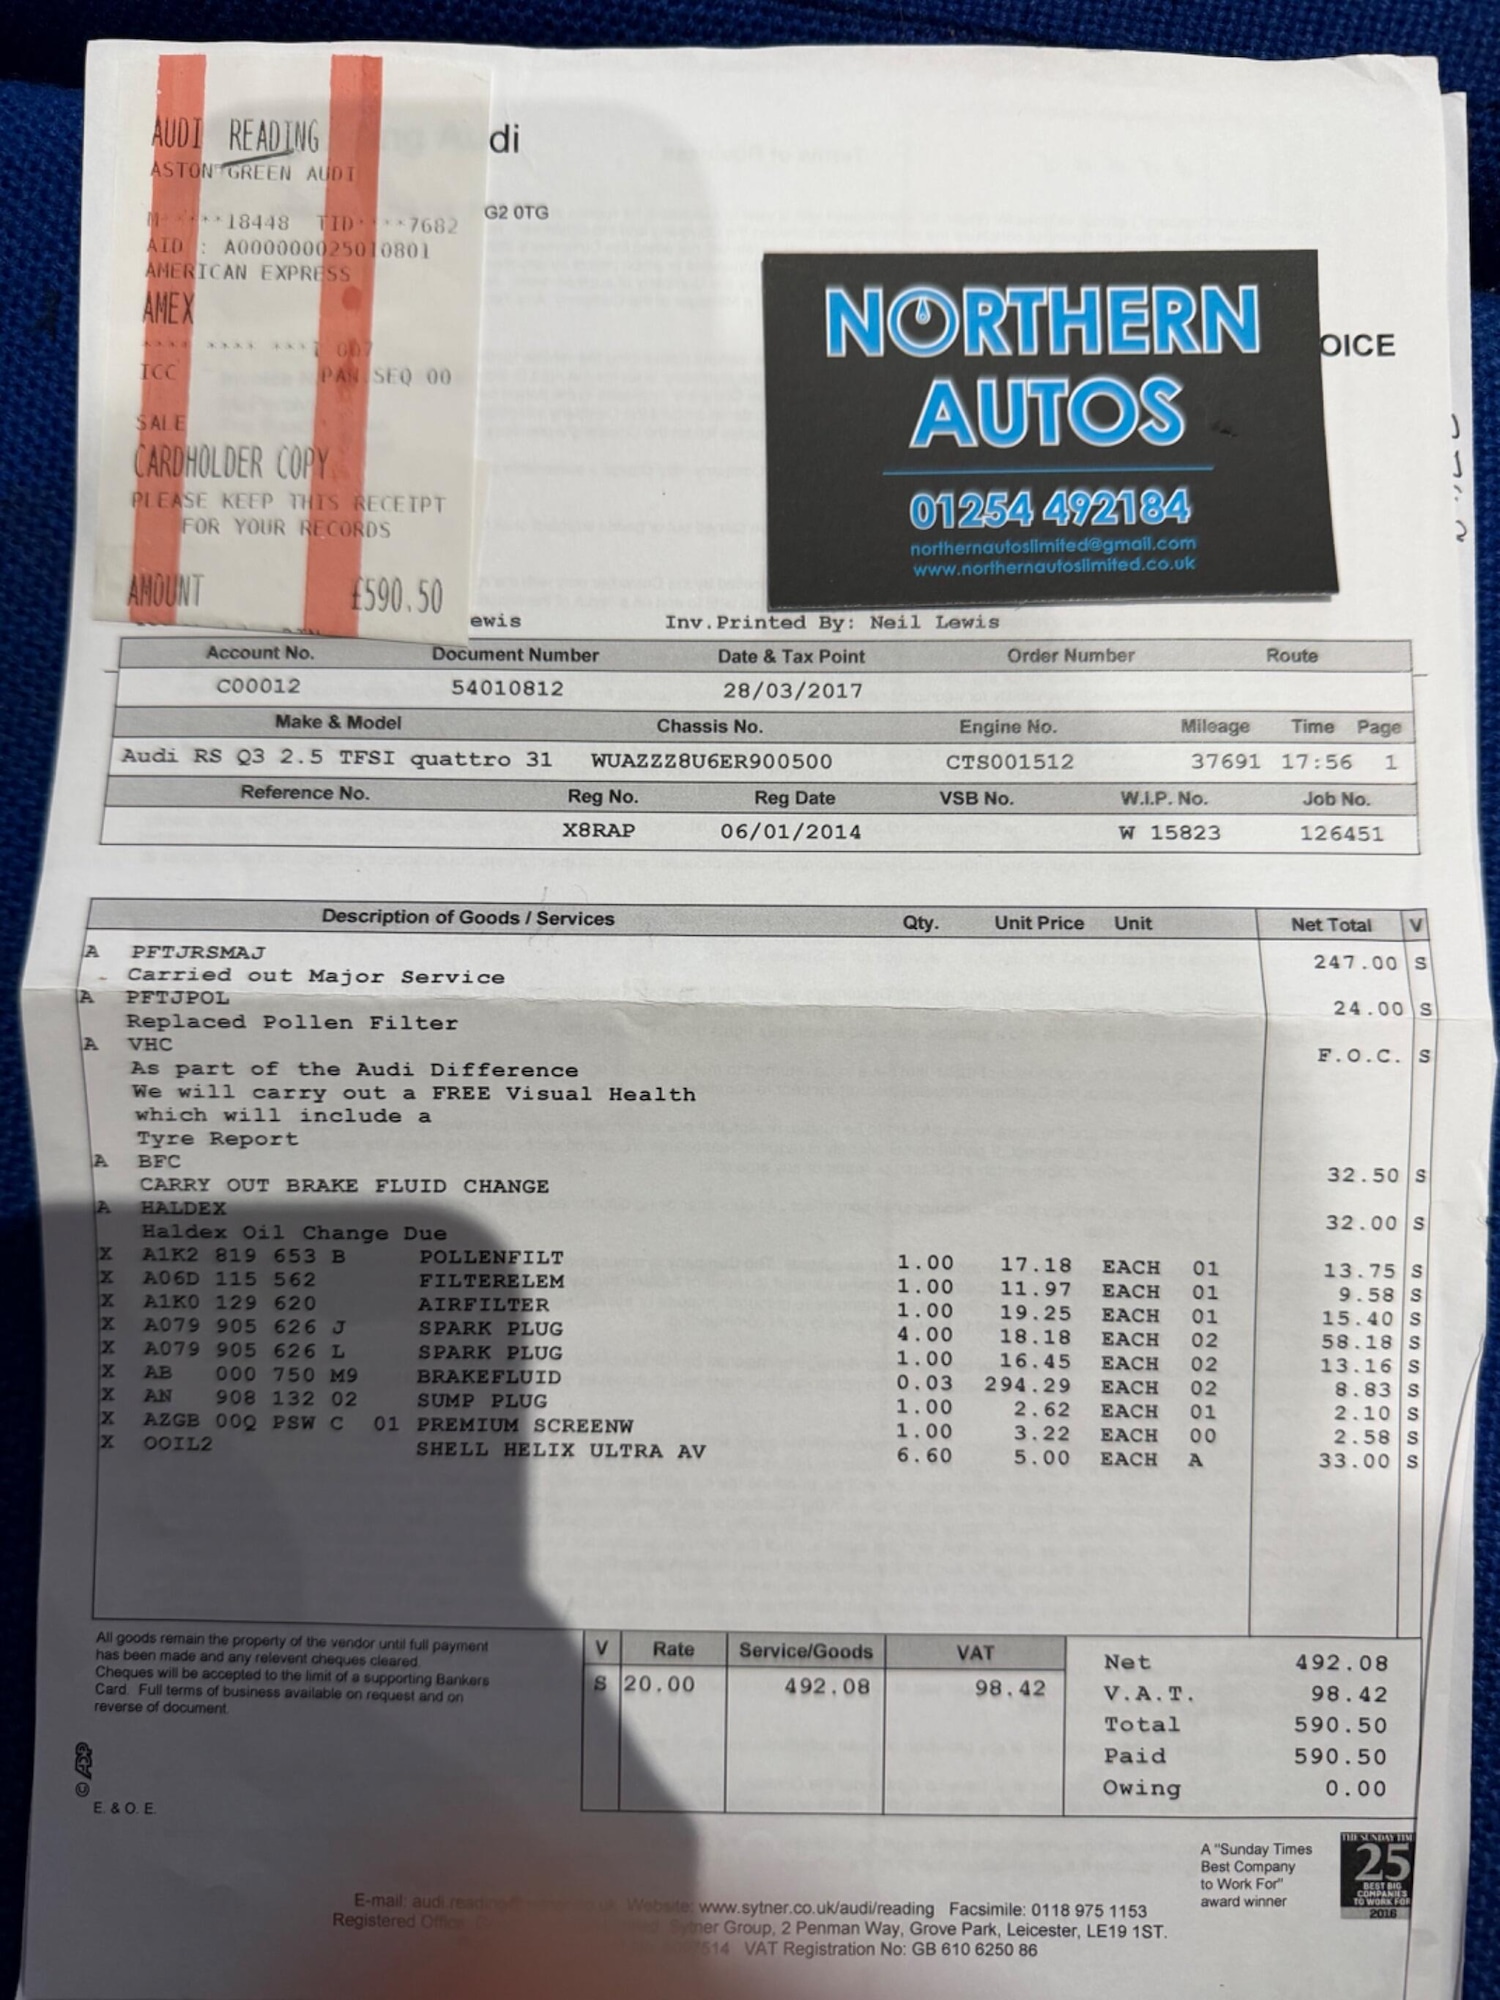 AUDI READING
ASTON GREEN AUDI
M*****18448 TID****7682
AID : A000000025010801
AMERICAN EXPRESS
AMEX
ICC PAN.SEQ 00
SALE
CARDHOLDER COPY
PLEASE KEEP THIS RECEIPT
FOR YOUR RECORDS
AMOUNT £590.50
di
G2 0TG
NORTHERN
AUTOS
01254 492184
northernautoslimited@gmail.com
www.northernautoslimited.co.uk
OICE
ewis Inv.Printed By: Neil Lewis
Account No. Document Number Date & Tax Point Order Number Route
C00012 54010812 28/03/2017
Make & Model Chassis No. Engine No. Mileage Time Page
Audi RS Q3 2.5 TFSI quattro 31 WUAZZZ8U6ER900500 CTS001512 37691 17:56 1
Reference No. Reg No. Reg Date VSB No. W.I.P. No. Job No.
X8RAP 06/01/2014 W 15823 126451
Description of Goods / Services Qty. Unit Price Unit Net Total V
A PFTJRSMAJ 247.00 S
Carried out Major Service
A PFTJPOL 24.00 S
Replaced Pollen Filter
A VHC F.O.C. S
As part of the Audi Difference
We will carry out a FREE Visual Health
which will include a
Tyre Report
A BFC 32.50 S
CARRY OUT BRAKE FLUID CHANGE
A HALDEX 32.00 S
Haldex Oil Change Due
X A1K2 819 653 B POLLENFILT 1.00 17.18 EACH 01 13.75 S
X A06D 115 562 FILTERELEM 1.00 11.97 EACH 01 9.58 S
X A1K0 129 620 AIRFILTER 1.00 19.25 EACH 01 15.40 S
X A079 905 626 J SPARK PLUG 4.00 18.18 EACH 02 58.18 S
X A079 905 626 L SPARK PLUG 1.00 16.45 EACH 02 13.16 S
X AB 000 750 M9 BRAKEFLUID 0.03 294.29 EACH 02 8.83 S
X AN 908 132 02 SUMP PLUG 1.00 2.62 EACH 01 2.10 S
X AZGB 00Q PSW C 01 PREMIUM SCREENW 1.00 3.22 EACH 00 2.58 S
X OOIL2 SHELL HELIX ULTRA AV 6.60 5.00 EACH A 33.00 S
All goods remain the property of the vendor until full payment
has been made and any relevent cheques cleared.
Cheques will be accepted to the limit of a supporting Bankers
Card. Full terms of business available on request and on
reverse of document.
© ADP
E. & O. E.
V Rate Service/Goods VAT
S 20.00 492.08 98.42
Net 492.08
V.A.T. 98.42
Total 590.50
Paid 590.50
Owing 0.00
A "Sunday Times
Best Company
to Work For"
award winner
THE SUNDAY TIM
25
BEST BIG
COMPANIES
TO WORK FOR
2016
E-mail: audi.reading Website: www.sytner.co.uk/audi/reading Facsimile: 0118 975 1153
Registered Office Sytner Group, 2 Penman Way, Grove Park, Leicester, LE19 1ST.
7514 VAT Registration No: GB 610 6250 86